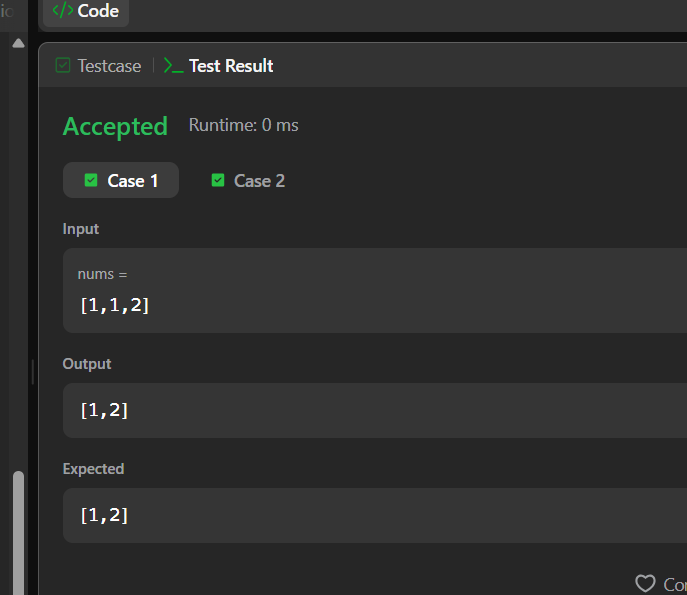 </> Code
Testcase | >_ Test Result
Accepted Runtime: 0 ms
Case 1 Case 2
Input
nums =
[1,1,2]
Output
[1,2]
Expected
[1,2]